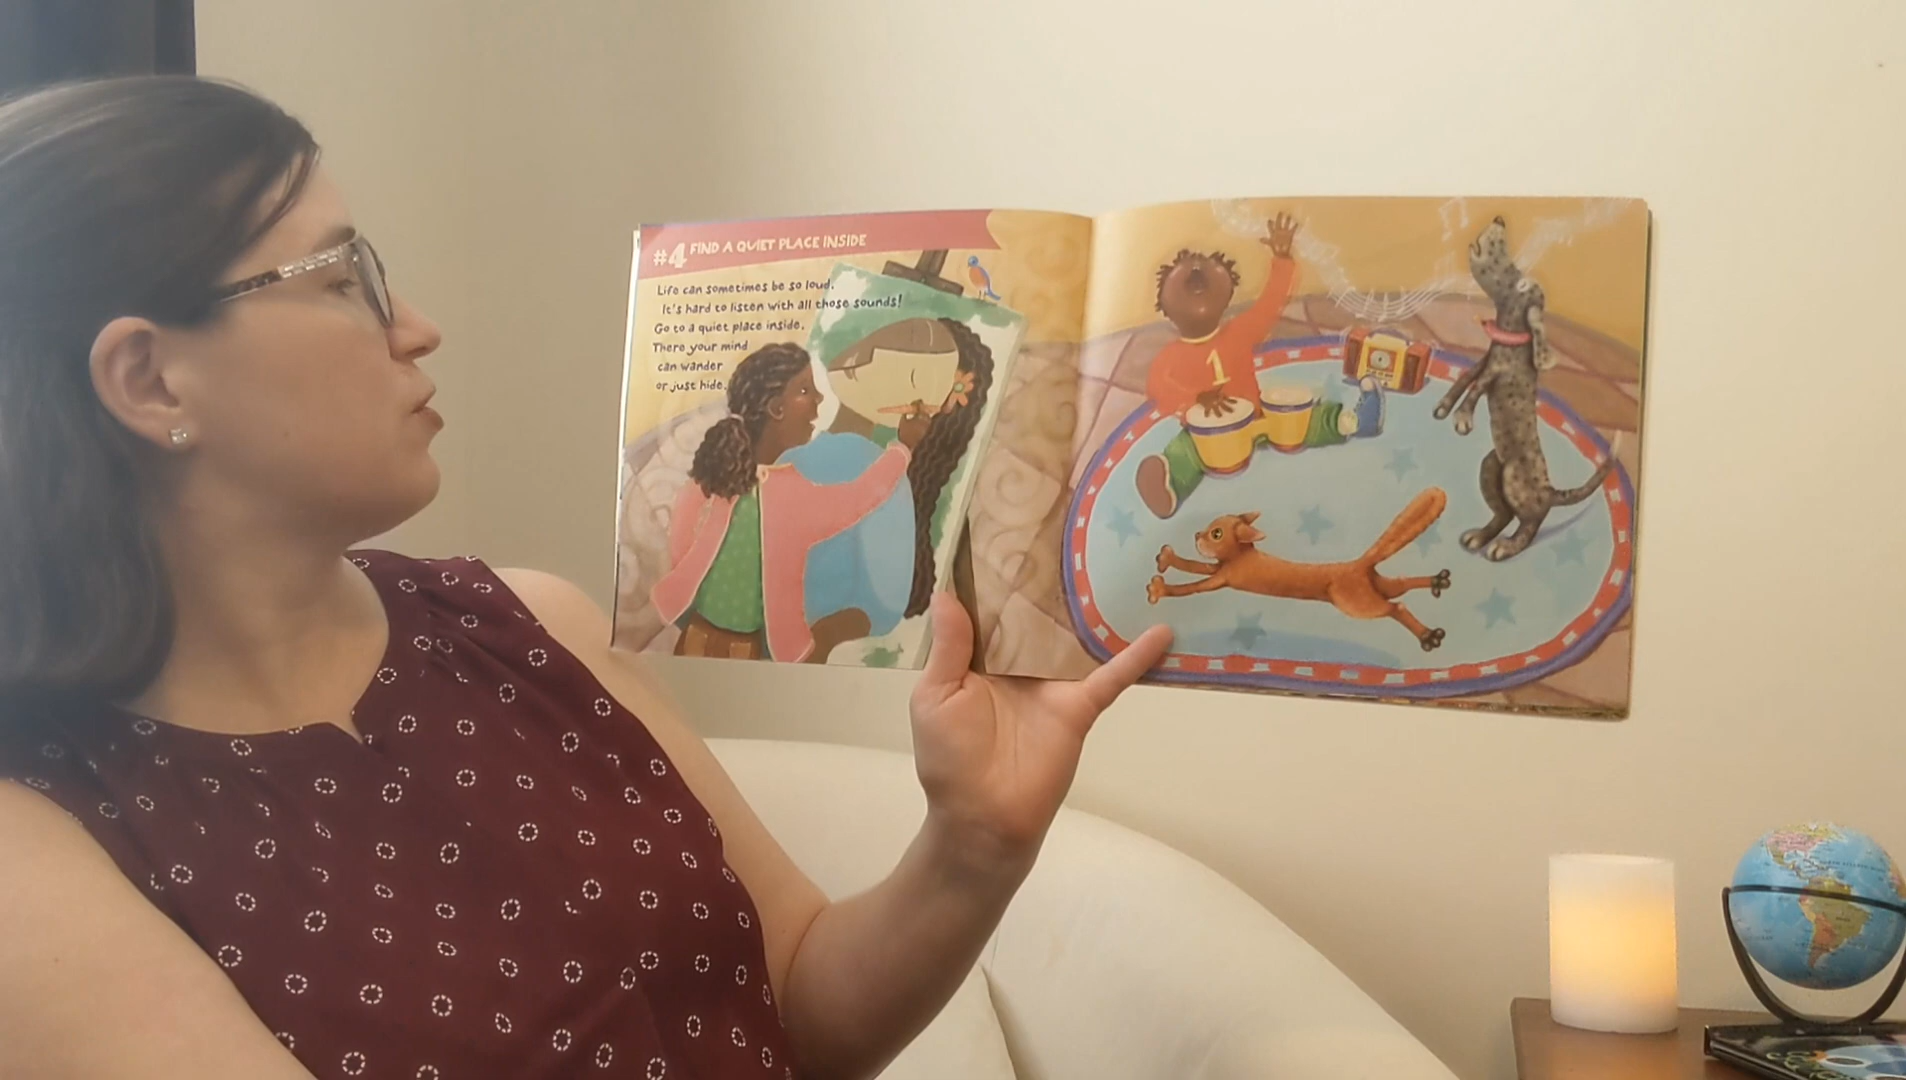 #4 FIND A QUIET PLACE INSIDE
Life can sometimes be so loud.
It's hard to listen with all those sounds!
Go to a quiet place inside.
There your mind
can wander
or just hide.
1